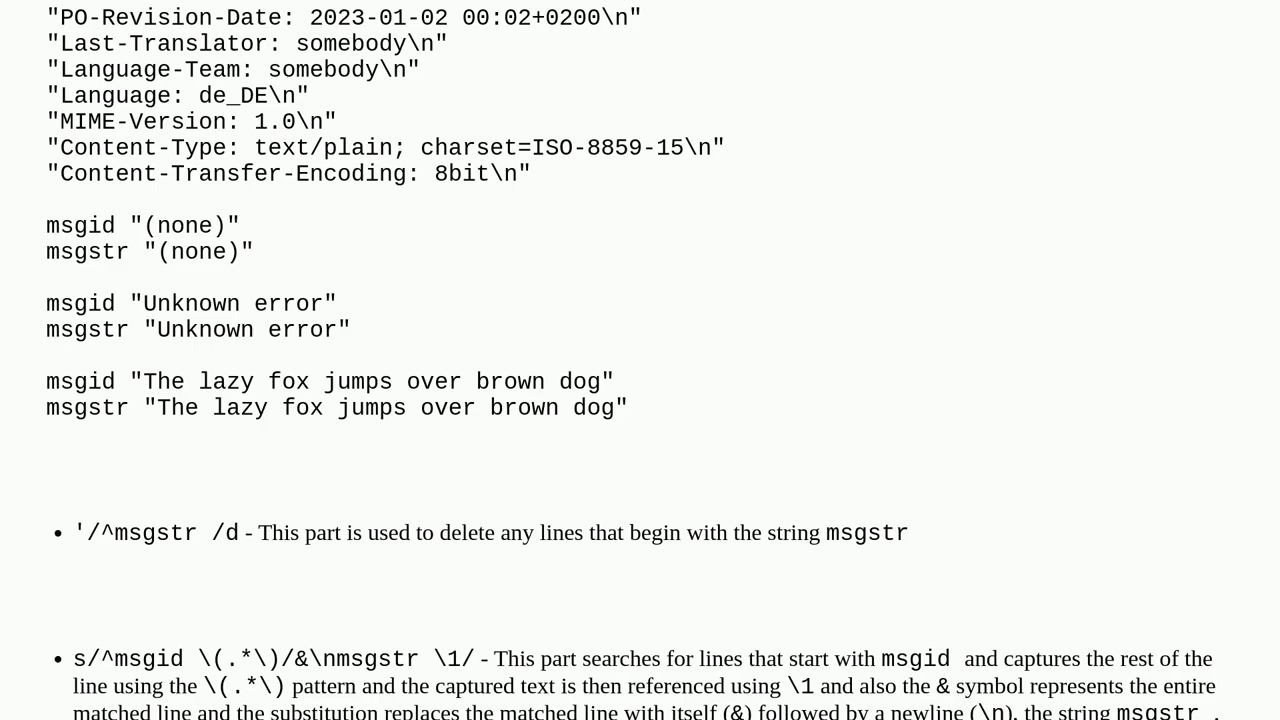 "PO-Revision-Date: 2023-01-02 00:02+0200\n"
"Last-Translator: somebody\n"
"Language-Team: somebody\n"
"Language: de_DE\n"
"MIME-Version: 1.0\n"
"Content-Type: text/plain; charset=ISO-8859-15\n"
"Content-Transfer-Encoding: 8bit\n"
msgid "(none)"
msgstr "(none)"
msgid "Unknown error"
msgstr "Unknown error"
msgid "The lazy fox jumps over brown dog"
msgstr "The lazy fox jumps over brown dog"
• '/^msgstr /d - This part is used to delete any lines that begin with the string msgstr
• s/^msgid \(.*\)/&\nmsgstr \1/ - This part searches for lines that start with msgid and captures the rest of the
line using the \(.*\) pattern and the captured text is then referenced using \1 and also the & symbol represents the entire
matched line and the substitution replaces the matched line with itself (&) followed by a newline (\n), the string msgstr ,